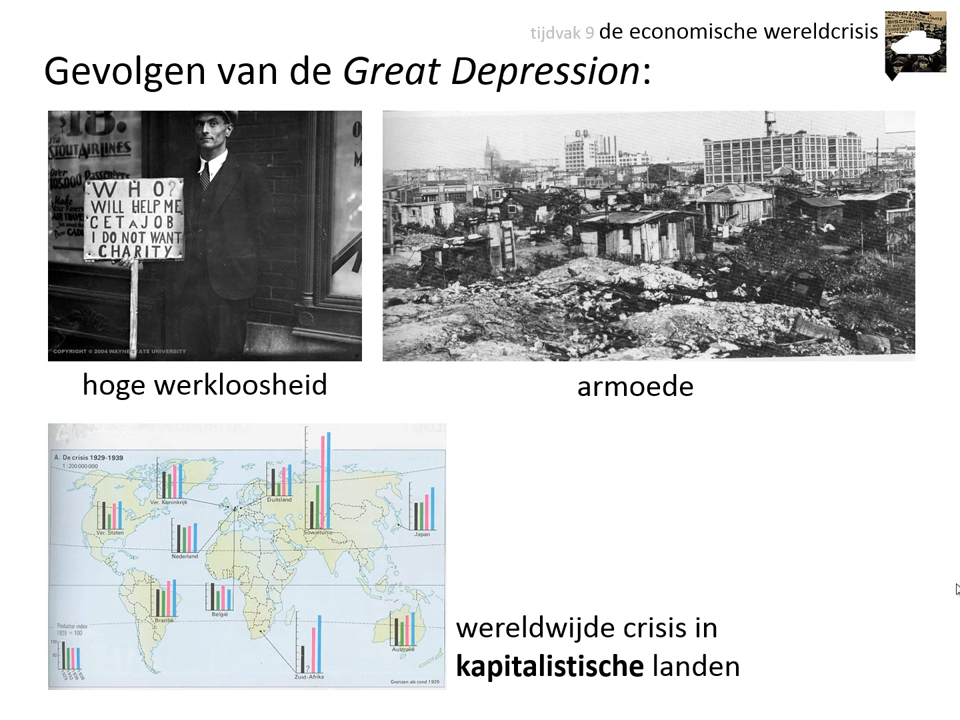 tijdvak 9 de economische wereldcrisis
Gevolgen van de Great Depression:
$18.
STOUT AIRLINES
WHO?
WILL HELP ME
GET A JOB
I DO NOT WANT
CHARITY
COPYRIGHT © 2004 WAYNE STATE UNIVERSITY
hoge werkloosheid
armoede
A. De crisis 1929-1939
1 : 200 000 000
Ver. Koninkrijk
Duitsland
Ver. Staten
Sovjetunie
Japan
Nederland
Brazilië
België
Australië
Productie index
1929 = 100
Zuid-Afrika
Grenzen als rond 1926
wereldwijde crisis in
kapitalistische landen